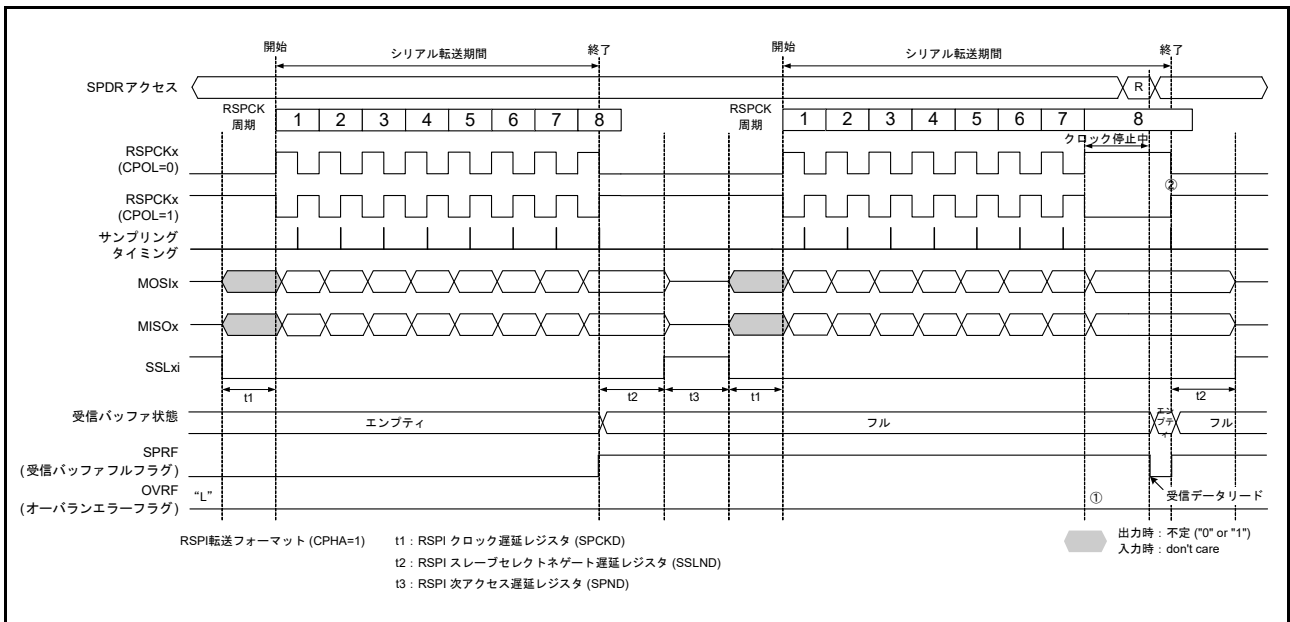 開始
シリアル転送期間
終了
開始
シリアル転送期間
終了
SPDRアクセス
R
RSPCK
周期
1 2 3 4 5 6 7 8
RSPCK
周期
1 2 3 4 5 6 7 8
クロック停止中
RSPCKx
(CPOL=0)
②
RSPCKx
(CPOL=1)
サンプリング
タイミング
MOSIx
MISOx
SSLxi
t1
t2
t3
t1
t2
受信バッファ状態
エンプティ
フル
エンプティ
フル
SPRF
(受信バッファフルフラグ)
OVRF
(オーバランエラーフラグ)
“L”
①
受信データリード
RSPI転送フォーマット (CPHA=1)
t1 : RSPI クロック遅延レジスタ (SPCKD)
t2 : RSPI スレーブセレクトネゲート遅延レジスタ (SSLND)
t3 : RSPI 次アクセス遅延レジスタ (SPND)
出力時 : 不定 ("0" or "1")
入力時 : don't care